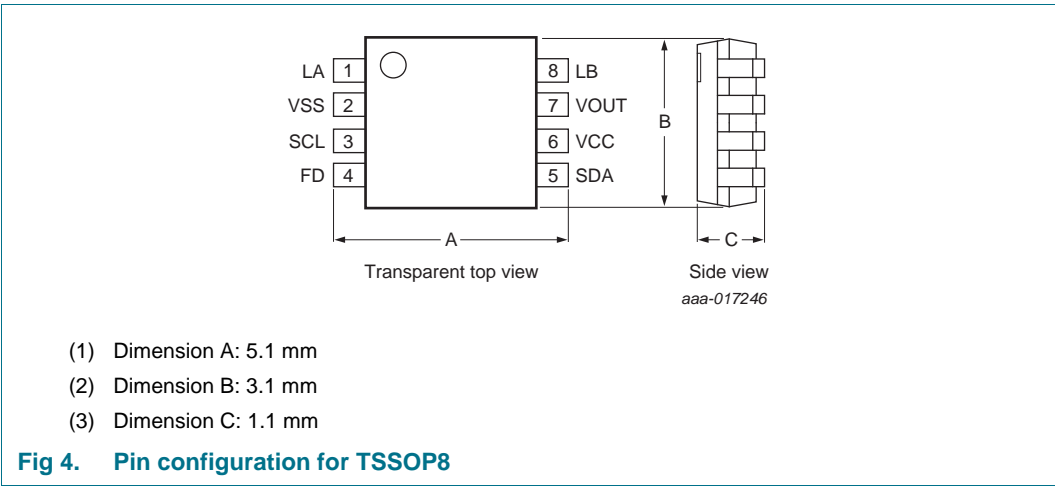 LA 1 8 LB
VSS 2 7 VOUT
B
SCL 3 6 VCC
FD 4 5 SDA
A C
Transparent top view Side view
aaa-017246
(1) Dimension A: 5.1 mm
(2) Dimension B: 3.1 mm
(3) Dimension C: 1.1 mm
Fig 4. Pin configuration for TSSOP8